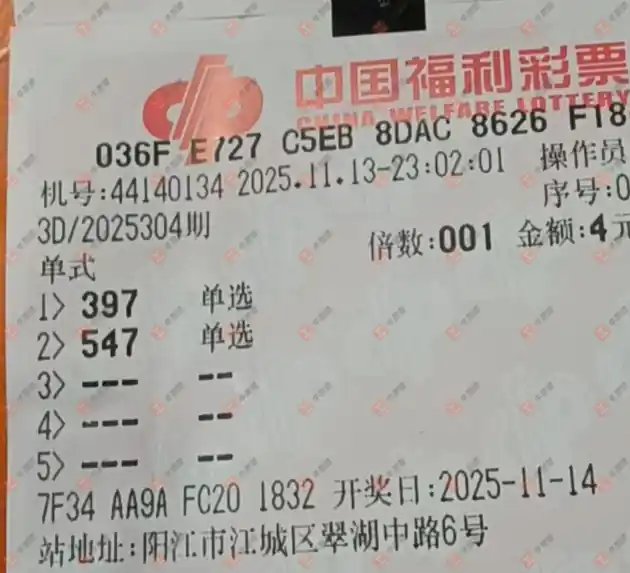 中国福利彩票
CHINA WELFARE LOTTERY
036F E727 C5EB 8DAC 8626 F18
机号:44140134 2025.11.13-23:02:01 操作员
序号:0
3D/2025304期
倍数:001 金额:4元
单式
1> 397 单选
2> 547 单选
3> --- --
4> --- --
5> --- --
7F34 AA9A FC20 1832 开奖日:2025-11-14
站地址:阳江市江城区翠湖中路6号